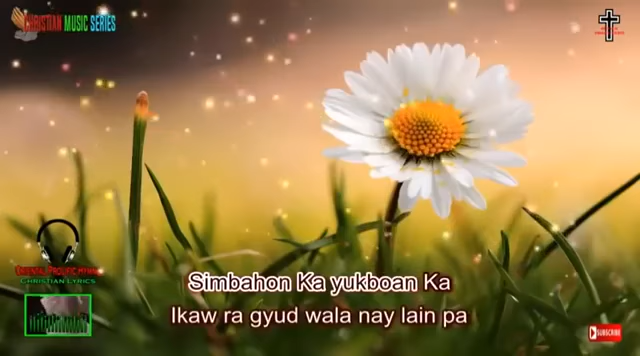 CHRISTIAN MUSIC SERIES
CHRISTIAN LYRICS
Simbahon Ka yukboan Ka
Ikaw ra gyud wala nay lain pa
SUBSCRIBE